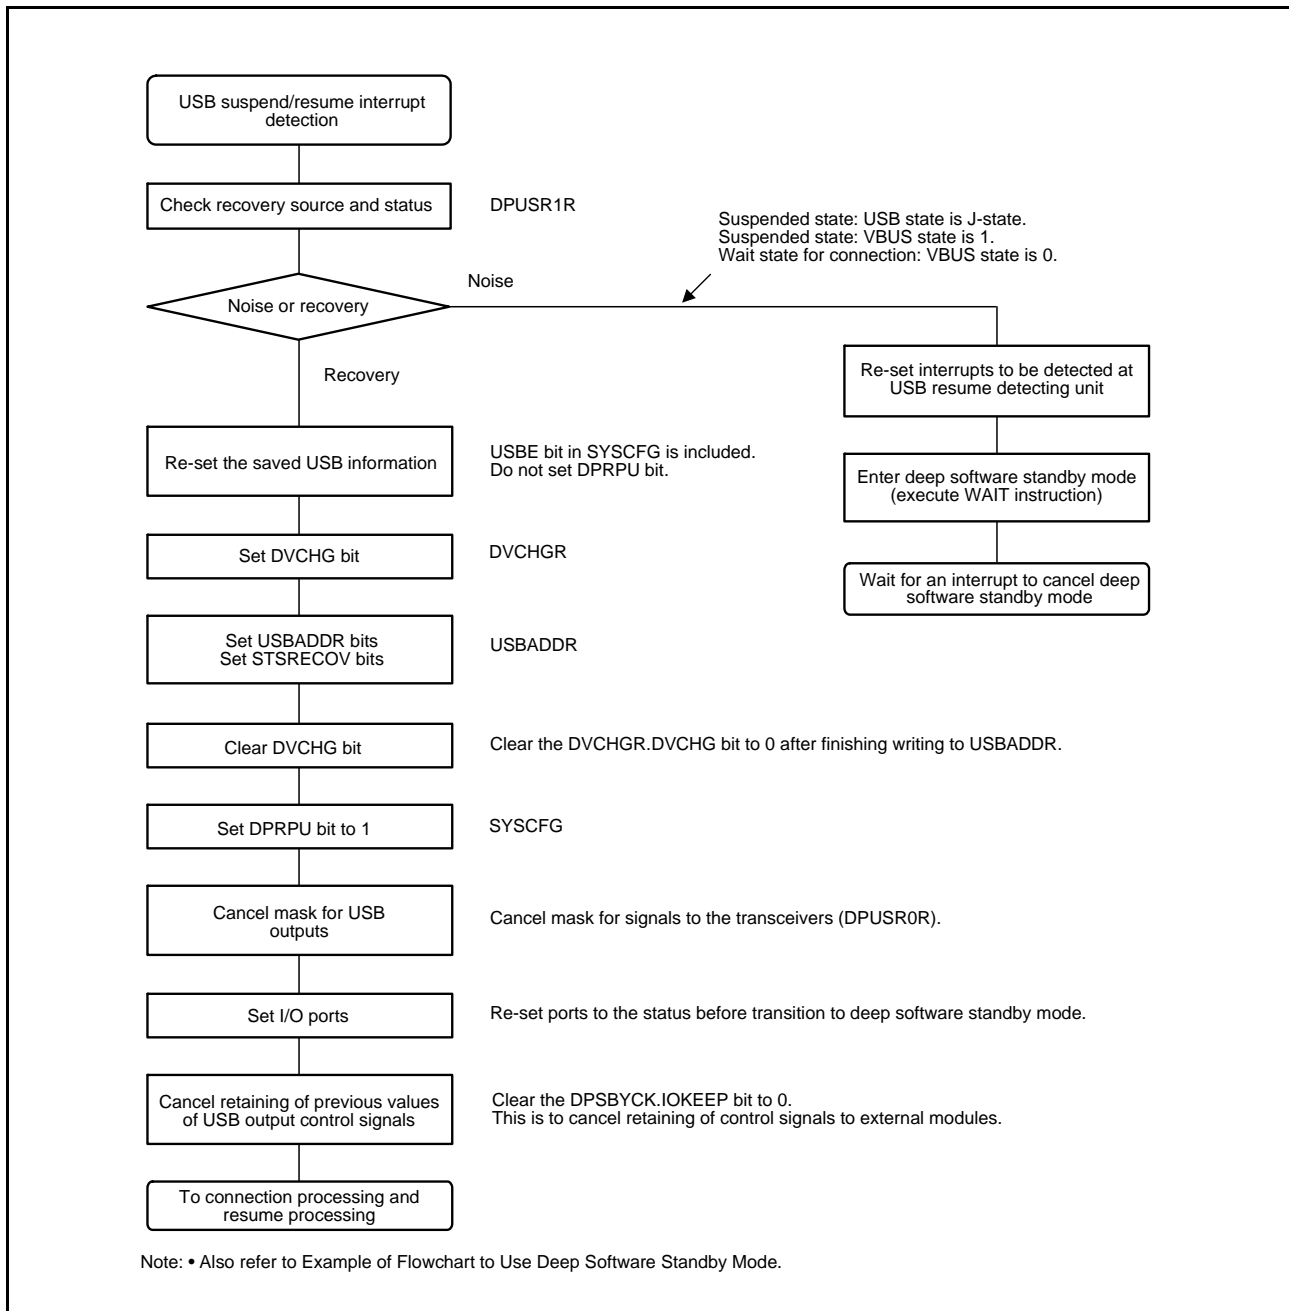 USB suspend/resume interrupt
detection
Check recovery source and status
DPUSR1R
Suspended state: USB state is J-state.
Suspended state: VBUS state is 1.
Wait state for connection: VBUS state is 0.
Noise
Noise or recovery
Recovery
Re-set interrupts to be detected at
USB resume detecting unit
Re-set the saved USB information
USBE bit in SYSCFG is included.
Do not set DPRPU bit.
Enter deep software standby mode
(execute WAIT instruction)
Set DVCHG bit
DVCHGR
Wait for an interrupt to cancel deep
software standby mode
Set USBADDR bits
Set STSRECOV bits
USBADDR
Clear DVCHG bit
Clear the DVCHGR.DVCHG bit to 0 after finishing writing to USBADDR.
Set DPRPU bit to 1
SYSCFG
Cancel mask for USB
outputs
Cancel mask for signals to the transceivers (DPUSR0R).
Set I/O ports
Re-set ports to the status before transition to deep software standby mode.
Cancel retaining of previous values
of USB output control signals
Clear the DPSBYCK.IOKEEP bit to 0.
This is to cancel retaining of control signals to external modules.
To connection processing and
resume processing
Note: • Also refer to Example of Flowchart to Use Deep Software Standby Mode.